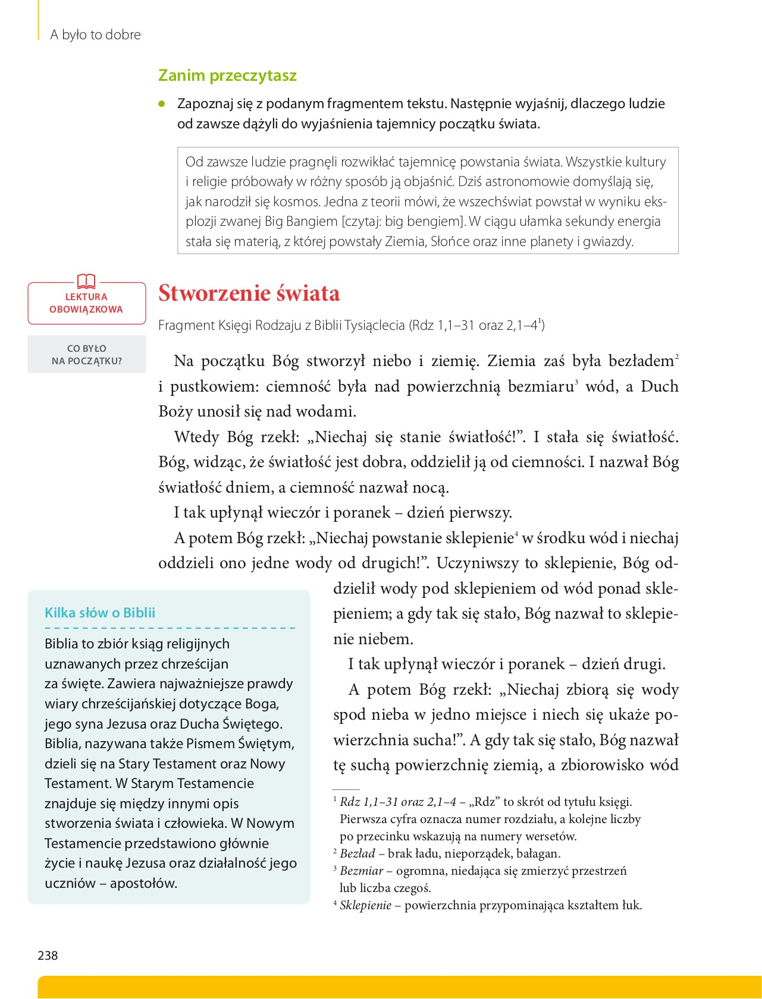 A było to dobre
Zanim przeczytasz
• Zapoznaj się z podanym fragmentem tekstu. Następnie wyjaśnij, dlaczego ludzie
od zawsze dążyli do wyjaśnienia tajemnicy początku świata.
Od zawsze ludzie pragnęli rozwikłać tajemnicę powstania świata. Wszystkie kultury
i religie próbowały w różny sposób ją objaśnić. Dziś astronomowie domyślają się,
jak narodził się kosmos. Jedna z teorii mówi, że wszechświat powstał w wyniku eks-
plozji zwanej Big Bangiem [czytaj: big bengiem]. W ciągu ułamka sekundy energia
stała się materią, z której powstały Ziemia, Słońce oraz inne planety i gwiazdy.
LEKTURA
OBOWIĄZKOWA
CO BYŁO
NA POCZĄTKU?
Stworzenie świata
Fragment Księgi Rodzaju z Biblii Tysiąclecia (Rdz 1,1–31 oraz 2,1–4¹)
Na początku Bóg stworzył niebo i ziemię. Ziemia zaś była bezładem²
i pustkowiem: ciemność była nad powierzchnią bezmiaru³ wód, a Duch
Boży unosił się nad wodami.
Wtedy Bóg rzekł: „Niechaj się stanie światłość!”. I stała się światłość.
Bóg, widząc, że światłość jest dobra, oddzielił ją od ciemności. I nazwał Bóg
światłość dniem, a ciemność nazwał nocą.
I tak upłynął wieczór i poranek – dzień pierwszy.
A potem Bóg rzekł: „Niechaj powstanie sklepienie⁴ w środku wód i niechaj
oddzieli ono jedne wody od drugich!”. Uczyniwszy to sklepienie, Bóg od-
dzielił wody pod sklepieniem od wód ponad skle-
pieniem; a gdy tak się stało, Bóg nazwał to sklepie-
nie niebem.
I tak upłynął wieczór i poranek – dzień drugi.
A potem Bóg rzekł: „Niechaj zbiorą się wody
spod nieba w jedno miejsce i niech się ukaże po-
wierzchnia sucha!”. A gdy tak się stało, Bóg nazwał
tę suchą powierzchnię ziemią, a zbiorowisko wód
Kilka słów o Biblii
Biblia to zbiór ksiąg religijnych
uznawanych przez chrześcijan
za święte. Zawiera najważniejsze prawdy
wiary chrześcijańskiej dotyczące Boga,
jego syna Jezusa oraz Ducha Świętego.
Biblia, nazywana także Pismem Świętym,
dzieli się na Stary Testament oraz Nowy
Testament. W Starym Testamencie
znajduje się między innymi opis
stworzenia świata i człowieka. W Nowym
Testamencie przedstawiono głównie
życie i naukę Jezusa oraz działalność jego
uczniów – apostołów.
¹ Rdz 1,1–31 oraz 2,1–4 – „Rdz” to skrót od tytułu księgi.
Pierwsza cyfra oznacza numer rozdziału, a kolejne liczby
po przecinku wskazują na numery wersetów.
² Bezład – brak ładu, nieporządek, bałagan.
³ Bezmiar – ogromna, niedająca się zmierzyć przestrzeń
lub liczba czegoś.
⁴ Sklepienie – powierzchnia przypominająca kształtem łuk.
238